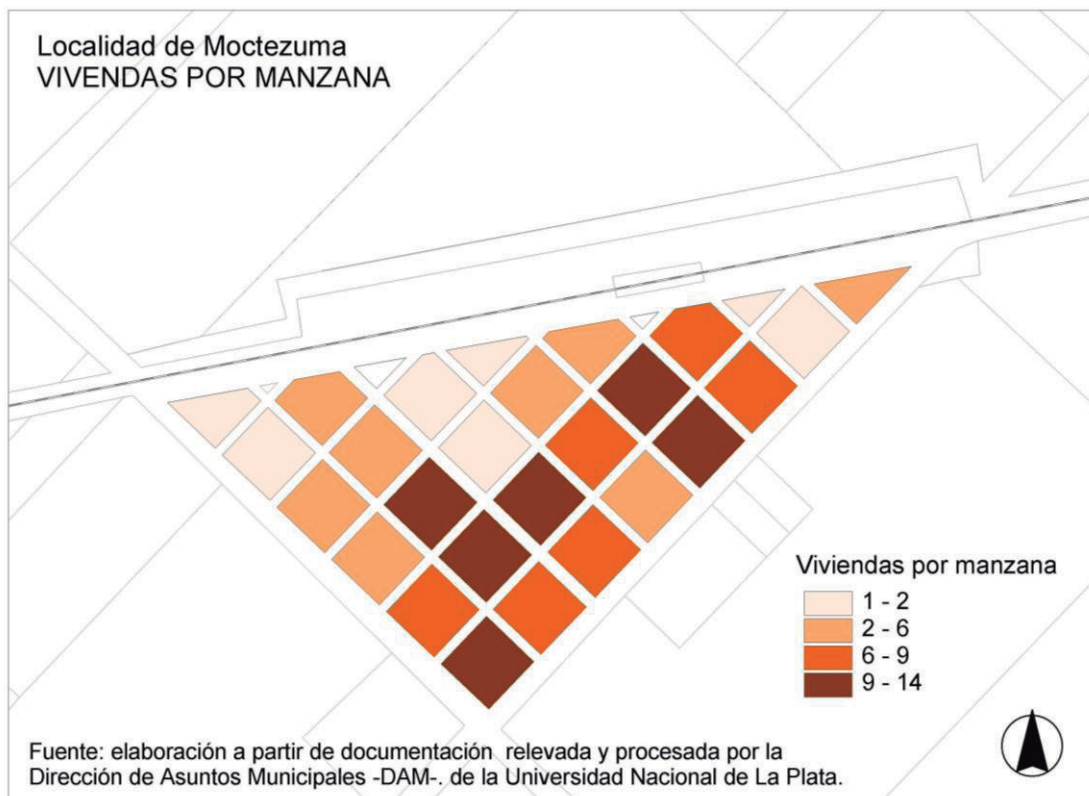 Localidad de Moctezuma
VIVENDAS POR MANZANA
Viviendas por manzana
1 - 2
2 - 6
6 - 9
9 - 14
Fuente: elaboración a partir de documentación relevada y procesada por la
Dirección de Asuntos Municipales -DAM-. de la Universidad Nacional de La Plata.